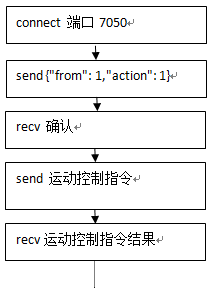 connect 端口 7050
send{"from": 1,"action": 1}
recv 确认
send 运动控制指令
recv 运动控制指令结果